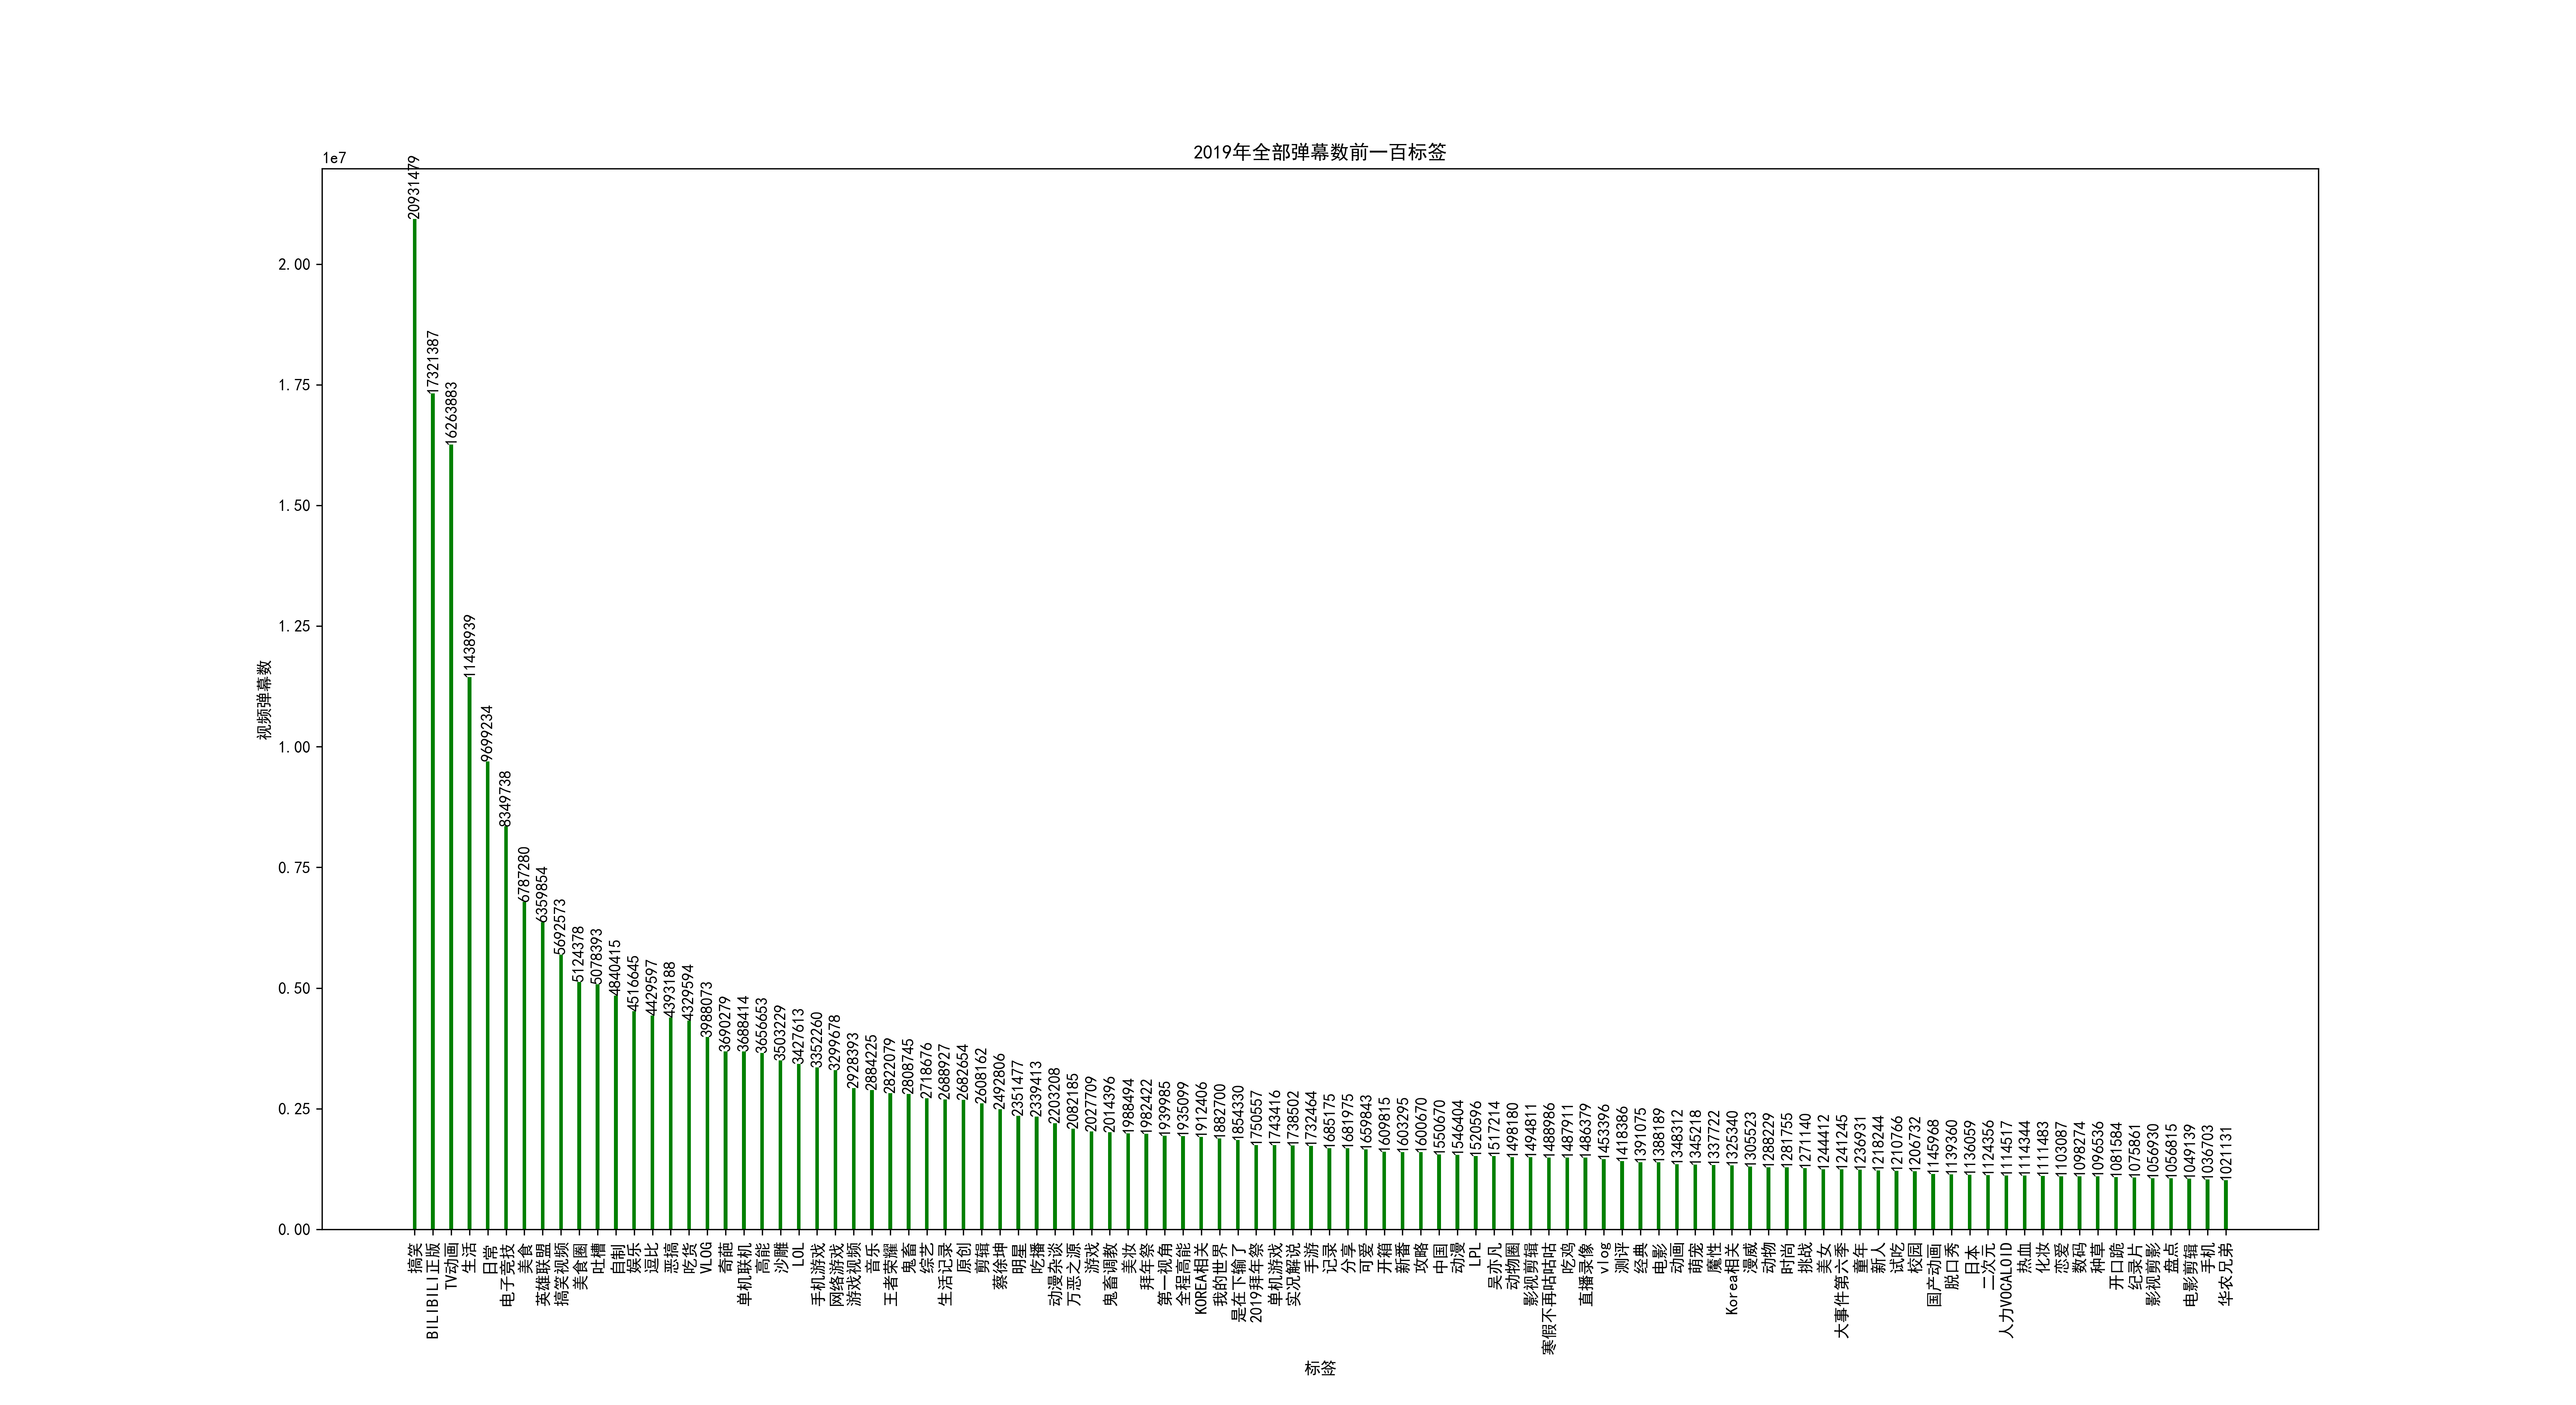 2019年全部弹幕数前一百标签
1e7
2.00
1.75
1.50
1.25
1.00
0.75
0.50
0.25
0.00
视频弹幕数
20931479
17321387
16263883
11438939
9699234
8349738
6787280
6359854
5692573
5124378
5078393
4840415
4516645
4429597
4393188
4329594
3988073
3690279
3688414
3656653
3503229
3427613
3352260
3299678
2928393
2884225
2822079
2808745
2718676
2688927
2682654
2608162
2492806
2351477
2339413
2203208
2082185
2027709
2014396
1988494
1982422
1939985
1935099
1912406
1882700
1854330
1750557
1743416
1738502
1732464
1685175
1681975
1659843
1609815
1603295
1600670
1550670
1546404
1520596
1517214
1498180
1494811
1488986
1487911
1486379
1453396
1418386
1391075
1388189
1348312
1345218
1337722
1325340
1305523
1288229
1281755
1271140
1244412
1241245
1236931
1218244
1210766
1206732
1145968
1139360
1136059
1124356
1114517
1114344
1111483
1103087
1098274
1096536
1081584
1075861
1056930
1056815
1049139
1036703
1021131
搞笑
BILIBILI正版
TV动画
生活
日常
电子竞技
美食
英雄联盟
搞笑视频
美食圈
吐槽
自制
娱乐
逗比
恶搞
吃货
VLOG
奇葩
单机联机
高能
沙雕
LOL
手机游戏
网络游戏
游戏视频
音乐
王者荣耀
鬼畜
综艺
生活记录
原创
剪辑
蔡徐坤
明星
吃播
动漫杂谈
万恶之源
游戏
鬼畜调教
美妆
拜年祭
第一视角
全程高能
KOREA相关
我的世界
是在下输了
2019拜年祭
单机游戏
实况解说
手游
记录
分享
可爱
开箱
新番
攻略
中国
动漫
LPL
吴亦凡
动物圈
影视剪辑
寒假不再咕咕咕
吃鸡
直播录像
vlog
测评
经典
电影
动画
萌宠
魔性
Korea相关
漫威
动物
时尚
挑战
美女
大事件第六季
童年
新人
试吃
校园
国产动画
脱口秀
日本
二次元
人力VOCALOID
热血
化妆
恋爱
数码
种草
开口跪
纪录片
影视剪影
盘点
电影剪辑
手机
华农兄弟
标签